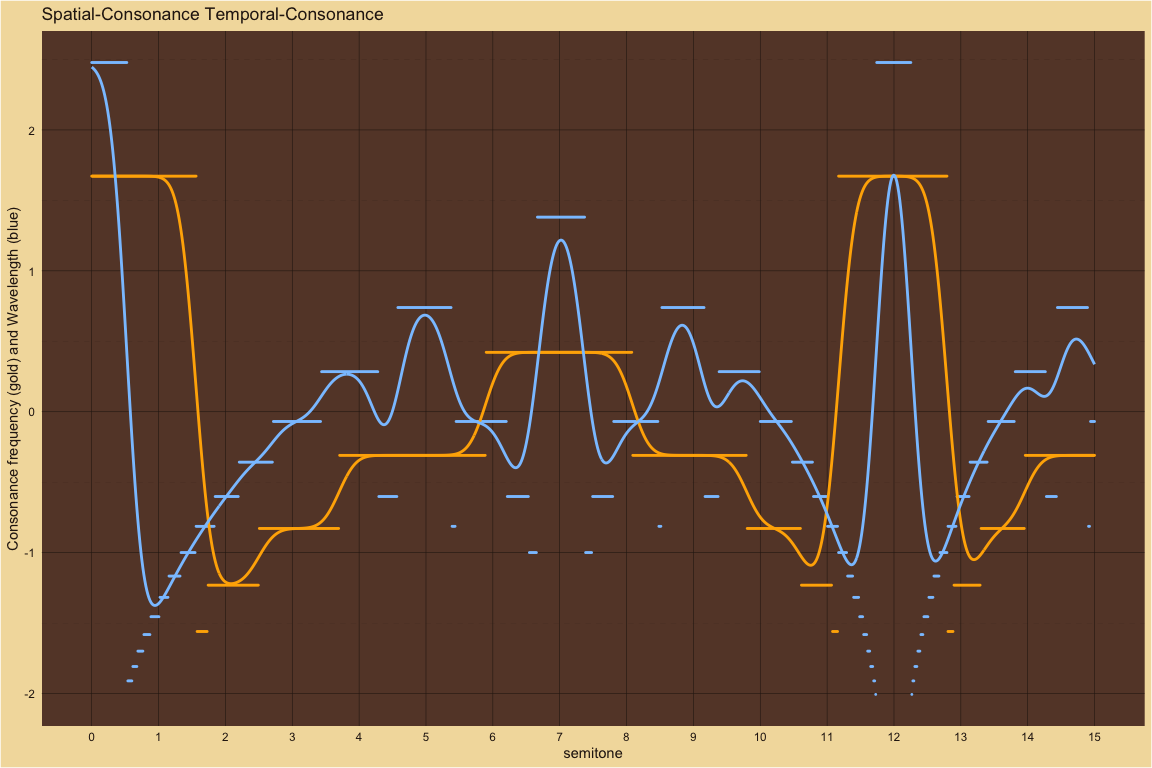 Spatial-Consonance Temporal-Consonance
Consonance frequency (gold) and Wavelength (blue)
2
1
0
-1
-2
0 1 2 3 4 5 6 7 8 9 10 11 12 13 14 15
semitone